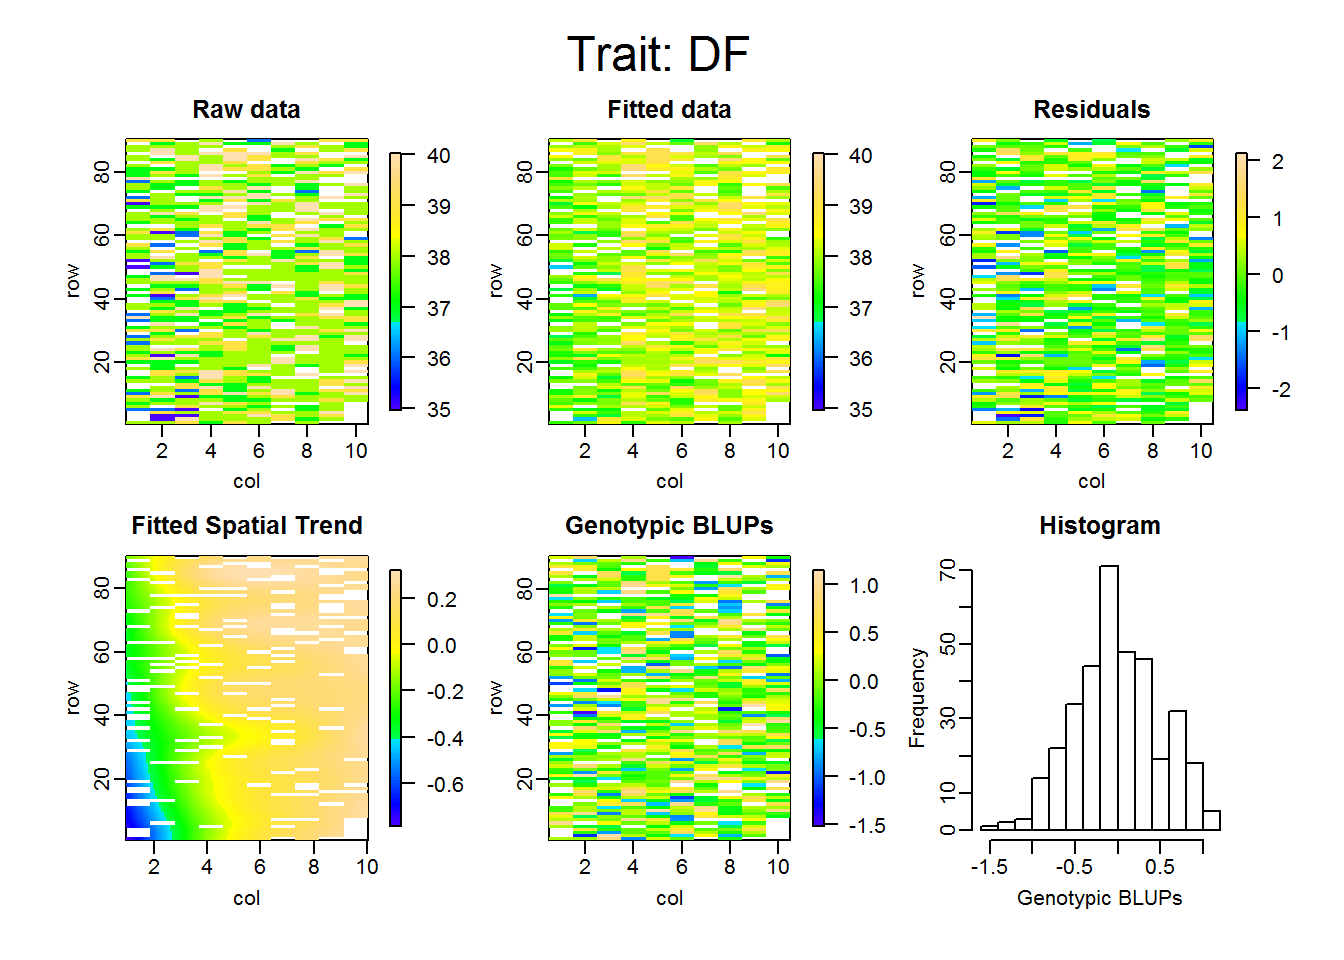 Trait: DF
Raw data
Fitted data
Residuals
row
20 40 60 80
2 4 6 8 10
col
40
39
38
37
36
35
row
20 40 60 80
2 4 6 8 10
col
40
39
38
37
36
35
row
20 40 60 80
2 4 6 8 10
col
2
1
0
-1
-2
Fitted Spatial Trend
Genotypic BLUPs
Histogram
row
20 40 60 80
2 4 6 8 10
col
0.2
0.0
-0.2
-0.4
-0.6
row
20 40 60 80
2 4 6 8 10
col
1.0
0.5
0.0
-0.5
-1.0
-1.5
Frequency
0 10 30 50 70
-1.5 -0.5 0.5
Genotypic BLUPs